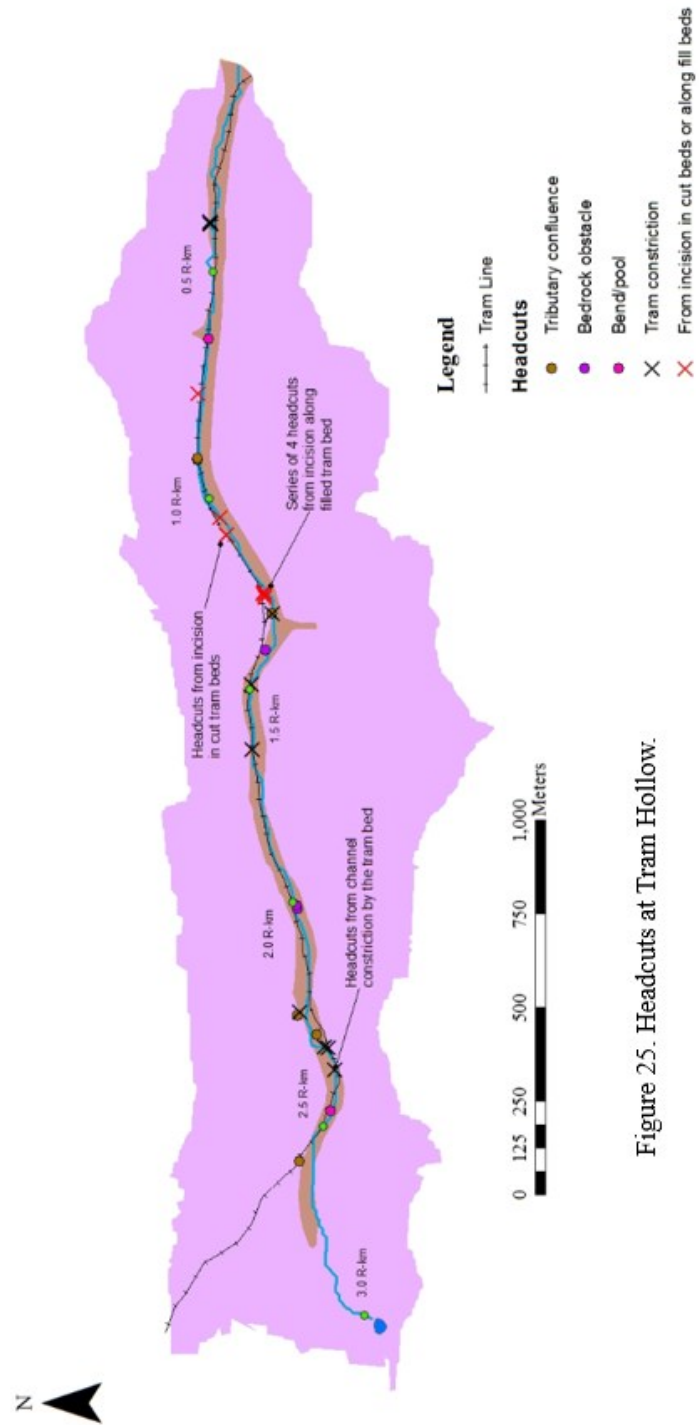 N
0.5 R-km
1.0 R-km
Headcuts from incision
in cut tram beds
Series of 4 headcuts
from incision along
filled tram bed
1.5 R-km
2.0 R-km
Headcuts from channel
constriction by the tram bed
2.5 R-km
3.0 R-km
Legend
Tram Line
Headcuts
Tributary confluence
Bedrock obstacle
Bend/pool
Tram constriction
From incision in cut beds or along fill beds
0 125 250 500 750 1,000
Meters
Figure 25. Headcuts at Tram Hollow.